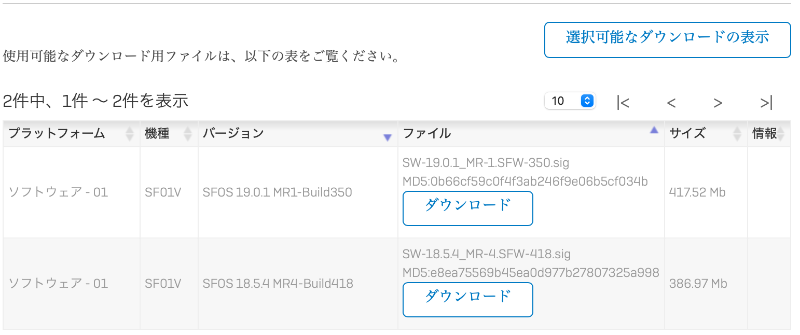 選択可能なダウンロードの表示
使用可能なダウンロード用ファイルは、以下の表をご覧ください。
2件中、1件 ～ 2件を表示
10 |< < > >|
プラットフォーム 機種 バージョン ファイル サイズ 情報
SW-19.0.1_MR-1.SFW-350.sig
MD5:0b66cf59c0f4f3ab246f9e06b5cf034b
ソフトウェア - 01 SF01V SFOS 19.0.1 MR1-Build350 ダウンロード 417.52 Mb
SW-18.5.4_MR-4.SFW-418.sig
MD5:e8ea75569b45ea0d977b27807325a998
ソフトウェア - 01 SF01V SFOS 18.5.4 MR4-Build418 ダウンロード 386.97 Mb